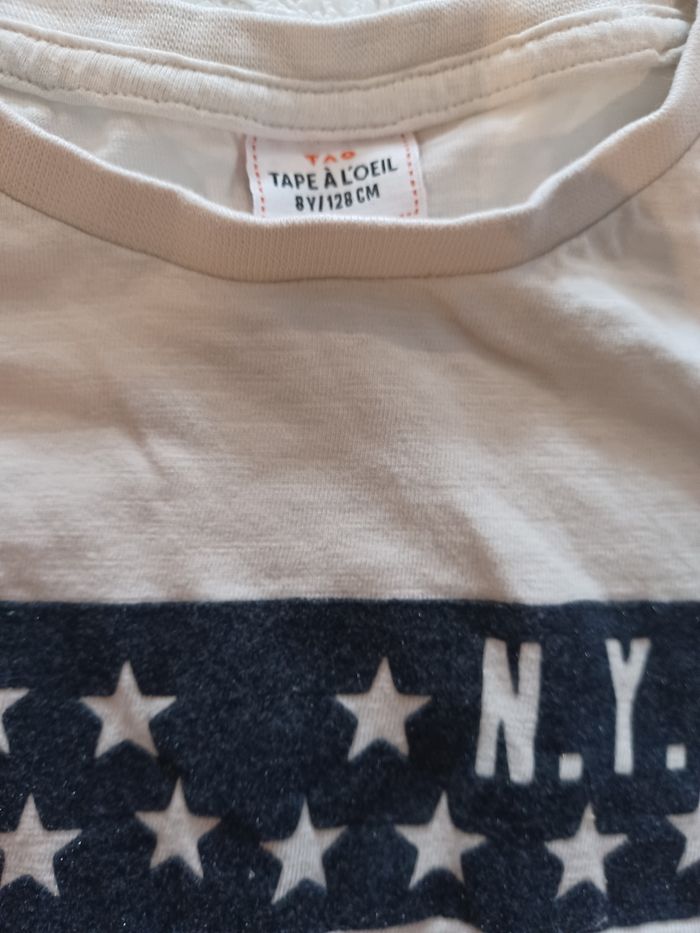 TAO
TAPE À L'OEIL
8Y/128 CM
N.Y.